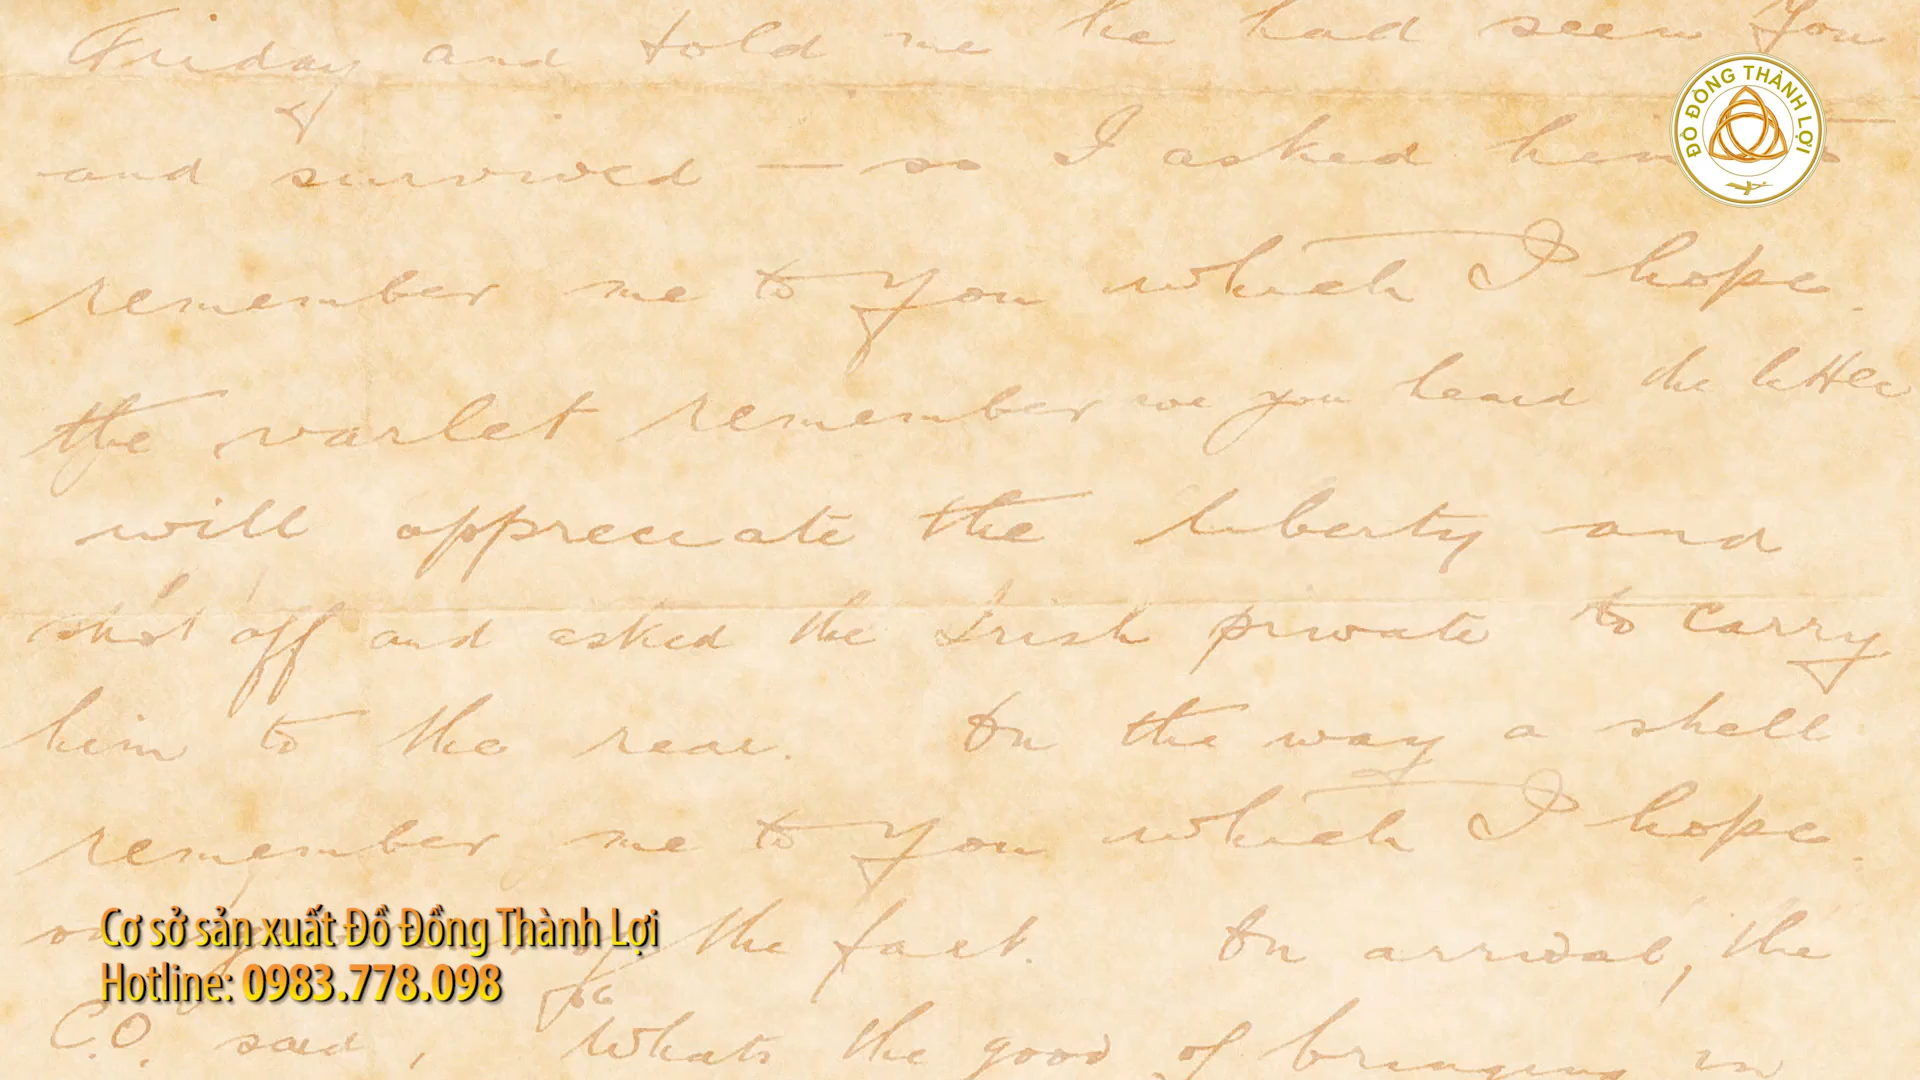 Friday and told me he had seen you
ĐỒ ĐỒNG THÀNH LỢI
and survived — so I asked him
remember me to you which I hope.
the varlet remember we you heard the letter
will appreciate the liberty and
shot off and asked the Irish private to carry
him to the rear. On the way a shell
remember me to you which I hope.
the fact. On arrival, the
Cơ sở sản xuất Đồ Đồng Thành Lợi
Hotline: 0983.778.098
C.O. said, "Whats the good of bringing in